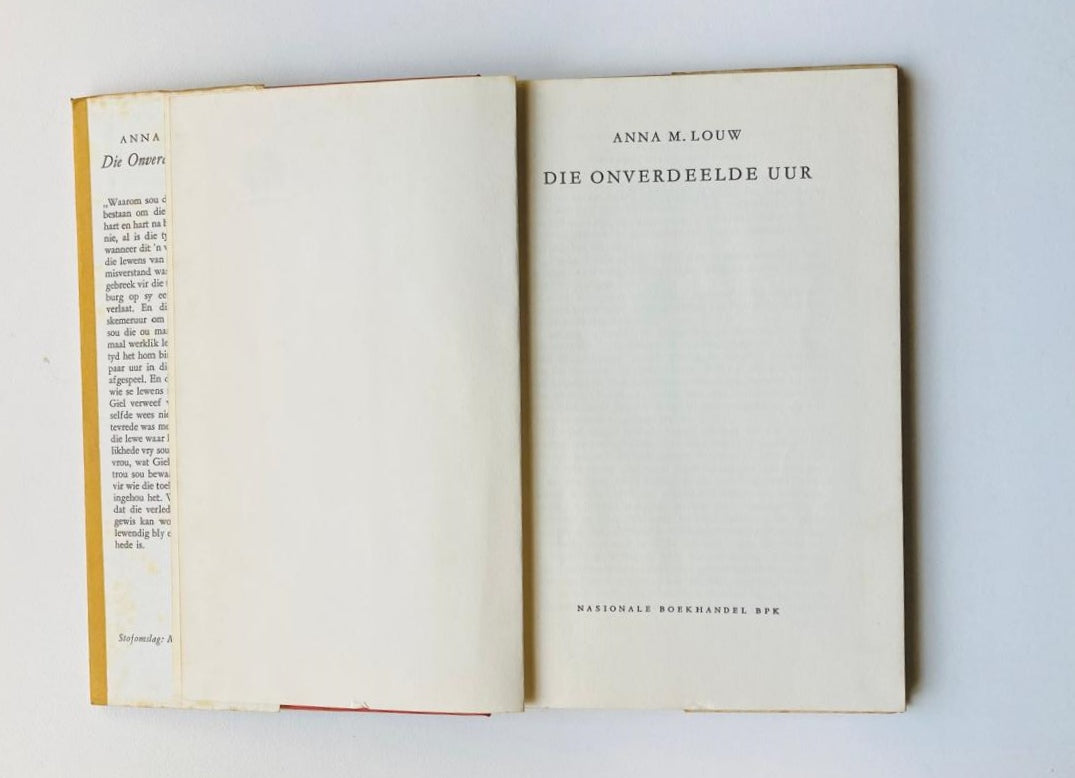 ANNA
Die Onverd
„Waarom sou d
bestaan om die
hart en hart na h
nie, al is die ty
wanneer dit 'n v
die lewens van
misverstand wa
gebreek vir die
burg op sy ee
verlaat. En di
skemeruur om
sou die ou ma
maal werklik le
tyd het hom bi
paar uur in di
afgespeel. En
wie se lewens
Giel verweef
selfde wees nie
tevrede was me
die lewe waar
likhede vry sou
vrou, wat Giel
trou sou bewa
vir wie die toe
ingehou het.
dat die verled
gewis kan wo
lewendig bly
hede is.
Stofomslag:
ANNA M. LOUW
DIE ONVERDEELDE UUR
NASIONALE BOEKHANDEL BPK